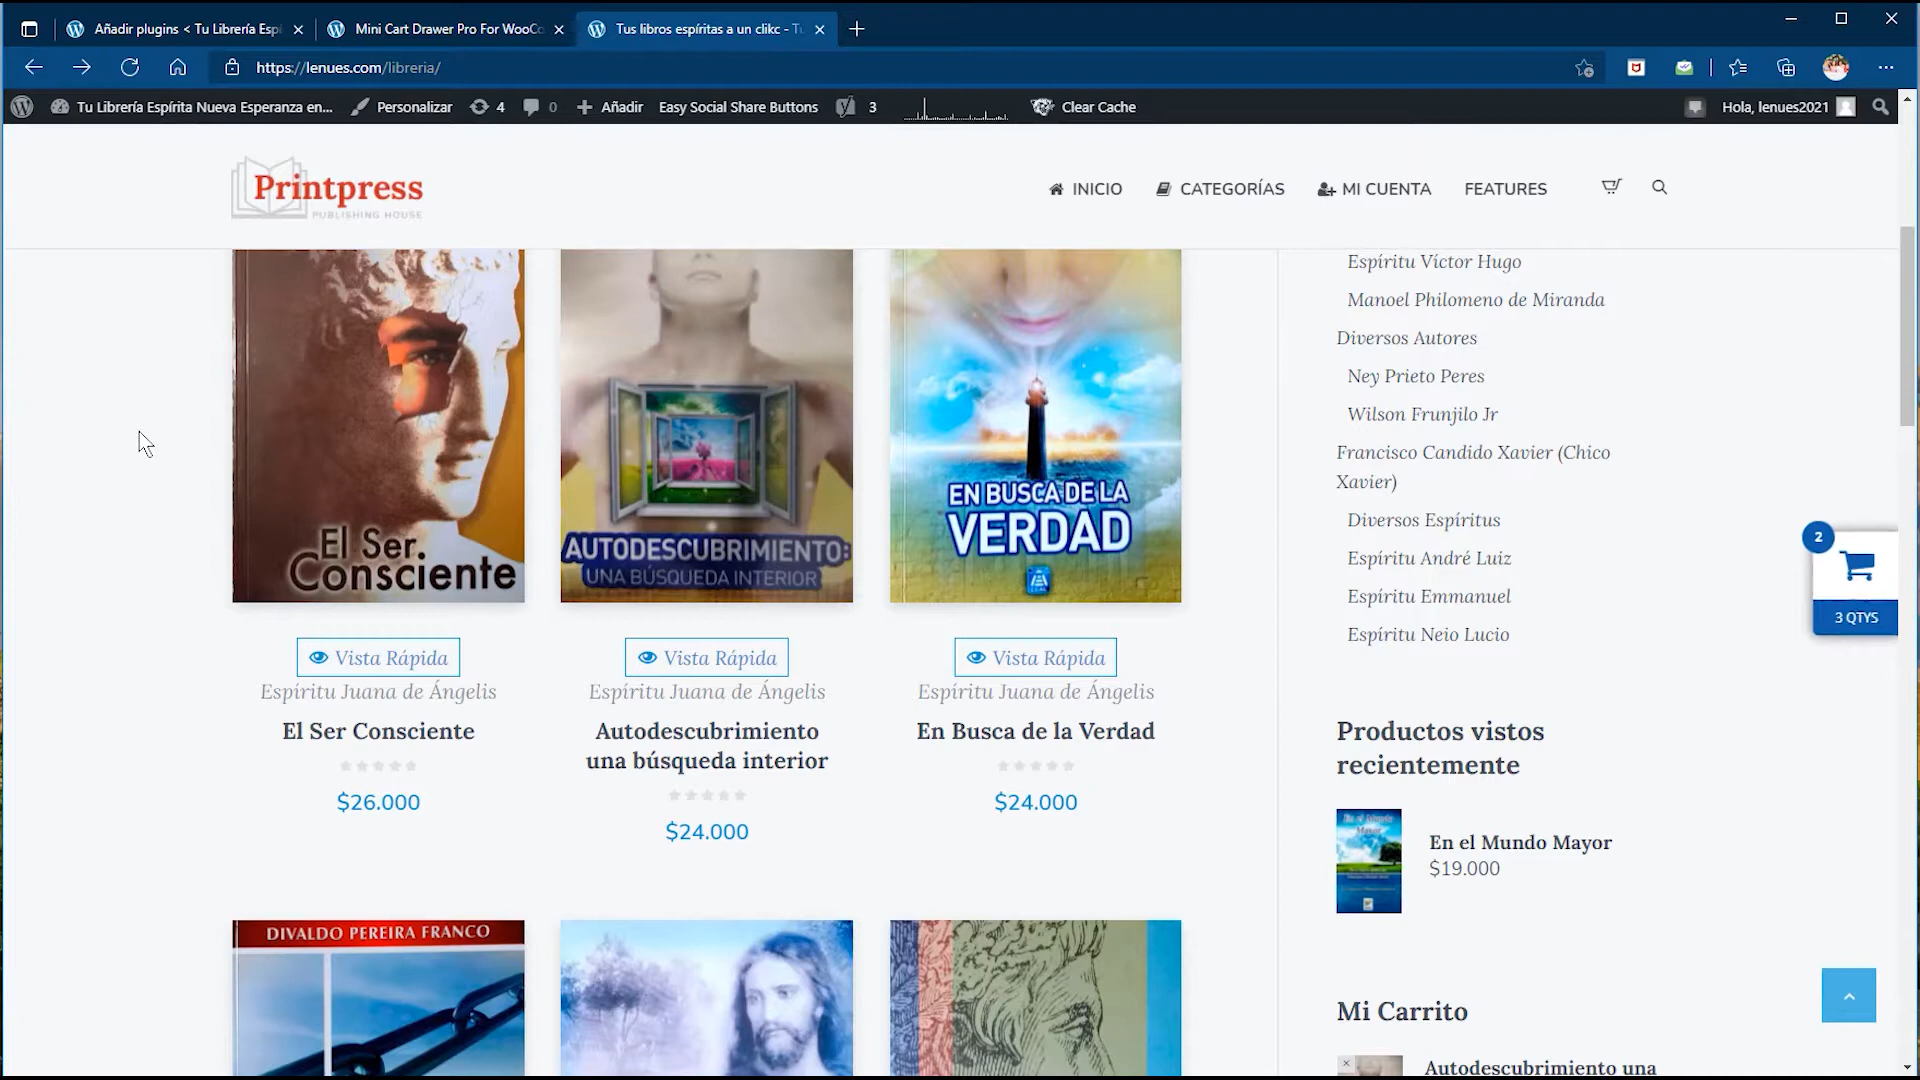 Añadir plugins < Tu Librería Espí
Mini Cart Drawer Pro For WooCo
Tus libros espíritas a un clikc - Tu
https://lenues.com/libreria/
Tu Librería Espírita Nueva Esperanza en...
Personalizar
4
0
Añadir
Easy Social Share Buttons
3
Clear Cache
Hola, lenues2021
Printpress
PUBLISHING HOUSE
INICIO
CATEGORÍAS
MI CUENTA
FEATURES
El Ser
Consciente
AUTODESCUBRIMIENTO:
UNA BÚSQUEDA INTERIOR
EN BUSCA DE LA
VERDAD
Vista Rápida
Espíritu Juana de Ángelis
El Ser Consciente
$26.000
Vista Rápida
Espíritu Juana de Ángelis
Autodescubrimiento
una búsqueda interior
$24.000
Vista Rápida
Espíritu Juana de Ángelis
En Busca de la Verdad
$24.000
DIVALDO PEREIRA FRANCO
Espíritu Víctor Hugo
Manoel Philomeno de Miranda
Diversos Autores
Ney Prieto Peres
Wilson Frunjilo Jr
Francisco Candido Xavier (Chico
Xavier)
Diversos Espíritus
Espíritu André Luiz
Espíritu Emmanuel
Espíritu Neio Lucio
2
3 QTYS
Productos vistos
recientemente
En el Mundo
Mayor
En el Mundo Mayor
$19.000
Mi Carrito
Autodescubrimiento una